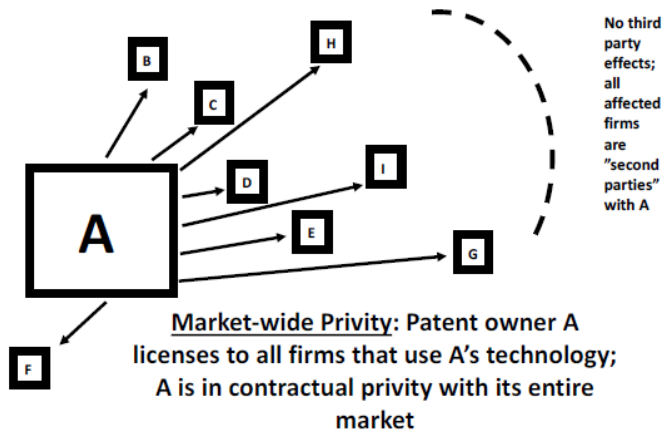 B
C
H
No third
party
effects;
all
affected
firms
are
"second
parties"
with A
A
D
I
E
G
F
Market-wide Privity: Patent owner A
licenses to all firms that use A's technology;
A is in contractual privity with its entire
market